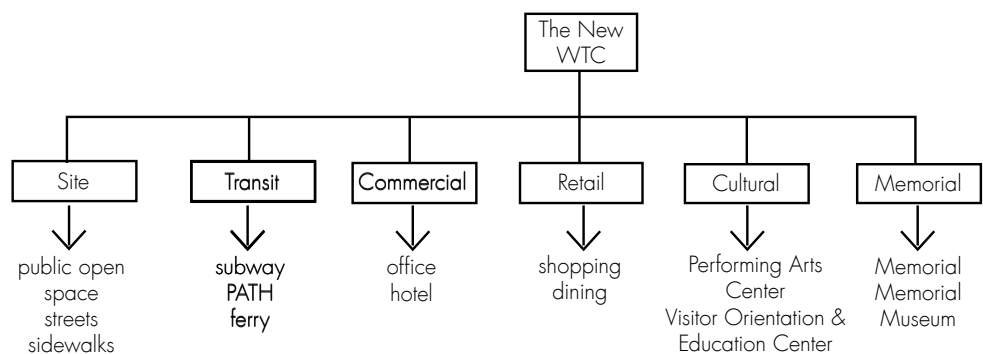 The New
WTC
Site
Transit
Commercial
Retail
Cultural
Memorial
public open
space
streets
sidewalks
subway
PATH
ferry
office
hotel
shopping
dining
Performing Arts
Center
Visitor Orientation &
Education Center
Memorial
Memorial
Museum